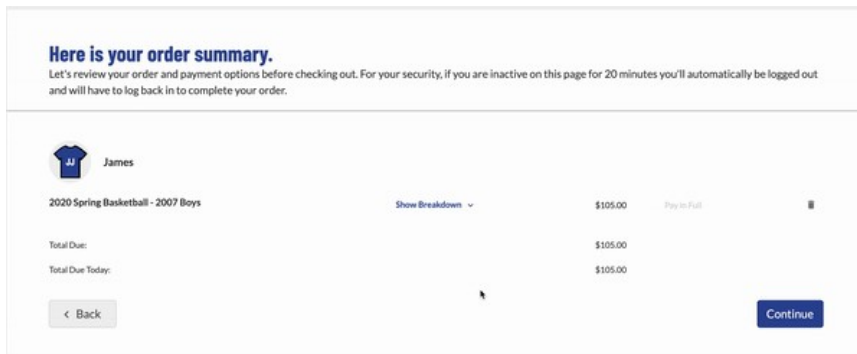 Here is your order summary.
Let's review your order and payment options before checking out. For your security, if you are inactive on this page for 20 minutes you'll automatically be logged out
and will have to log back in to complete your order.
JJ James
2020 Spring Basketball - 2007 Boys Show Breakdown $105.00 Pay in Full
Total Due: $105.00
Total Due Today: $105.00
< Back Continue